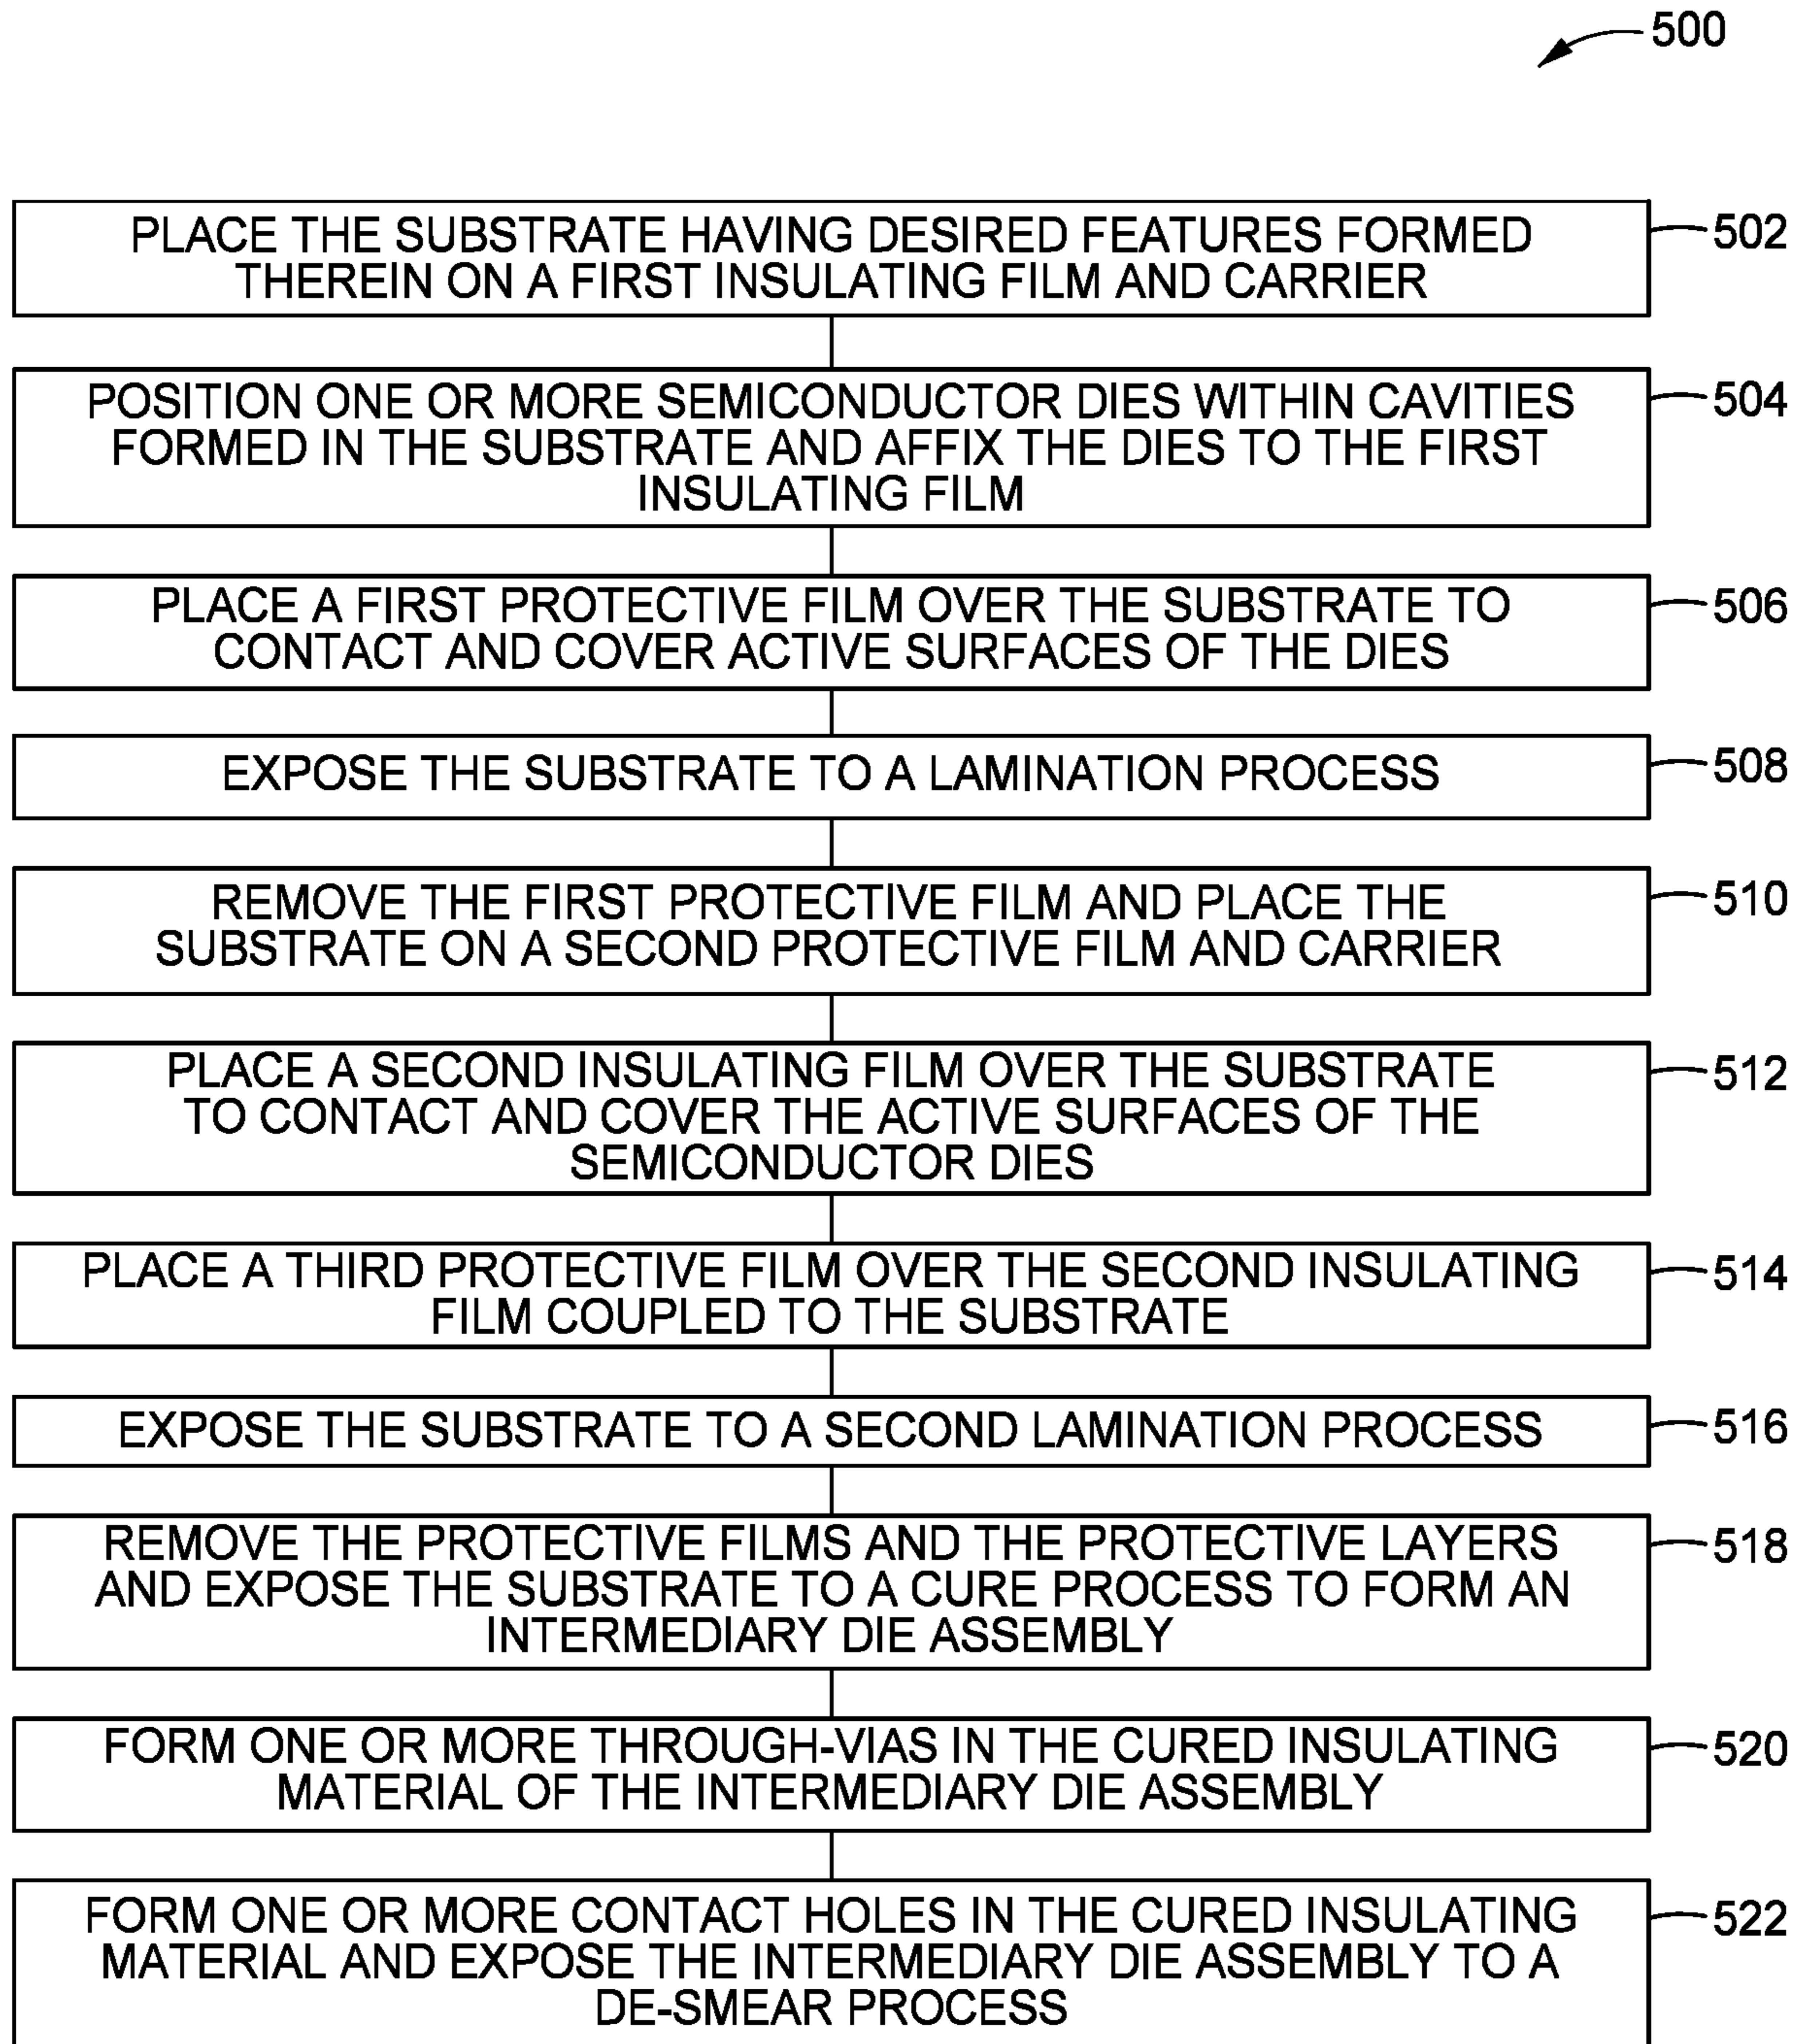 500
PLACE THE SUBSTRATE HAVING DESIRED FEATURES FORMED
THEREIN ON A FIRST INSULATING FILM AND CARRIER
502
POSITION ONE OR MORE SEMICONDUCTOR DIES WITHIN CAVITIES
FORMED IN THE SUBSTRATE AND AFFIX THE DIES TO THE FIRST
INSULATING FILM
504
PLACE A FIRST PROTECTIVE FILM OVER THE SUBSTRATE TO
CONTACT AND COVER ACTIVE SURFACES OF THE DIES
506
EXPOSE THE SUBSTRATE TO A LAMINATION PROCESS
508
REMOVE THE FIRST PROTECTIVE FILM AND PLACE THE
SUBSTRATE ON A SECOND PROTECTIVE FILM AND CARRIER
510
PLACE A SECOND INSULATING FILM OVER THE SUBSTRATE
TO CONTACT AND COVER THE ACTIVE SURFACES OF THE
SEMICONDUCTOR DIES
512
PLACE A THIRD PROTECTIVE FILM OVER THE SECOND INSULATING
FILM COUPLED TO THE SUBSTRATE
514
EXPOSE THE SUBSTRATE TO A SECOND LAMINATION PROCESS
516
REMOVE THE PROTECTIVE FILMS AND THE PROTECTIVE LAYERS
AND EXPOSE THE SUBSTRATE TO A CURE PROCESS TO FORM AN
INTERMEDIARY DIE ASSEMBLY
518
FORM ONE OR MORE THROUGH-VIAS IN THE CURED INSULATING
MATERIAL OF THE INTERMEDIARY DIE ASSEMBLY
520
FORM ONE OR MORE CONTACT HOLES IN THE CURED INSULATING
MATERIAL AND EXPOSE THE INTERMEDIARY DIE ASSEMBLY TO A
DE-SMEAR PROCESS
522